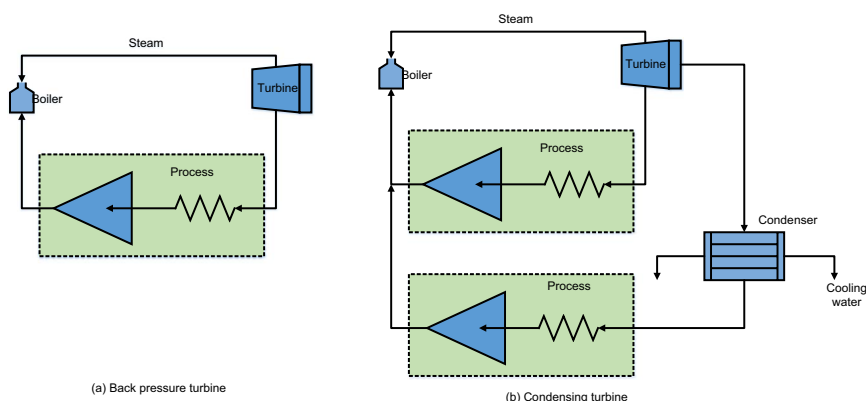 Steam
Boiler
Turbine
Process
(a) Back pressure turbine
Steam
Boiler
Turbine
Process
Condenser
Cooling
water
Process
(b) Condensing turbine